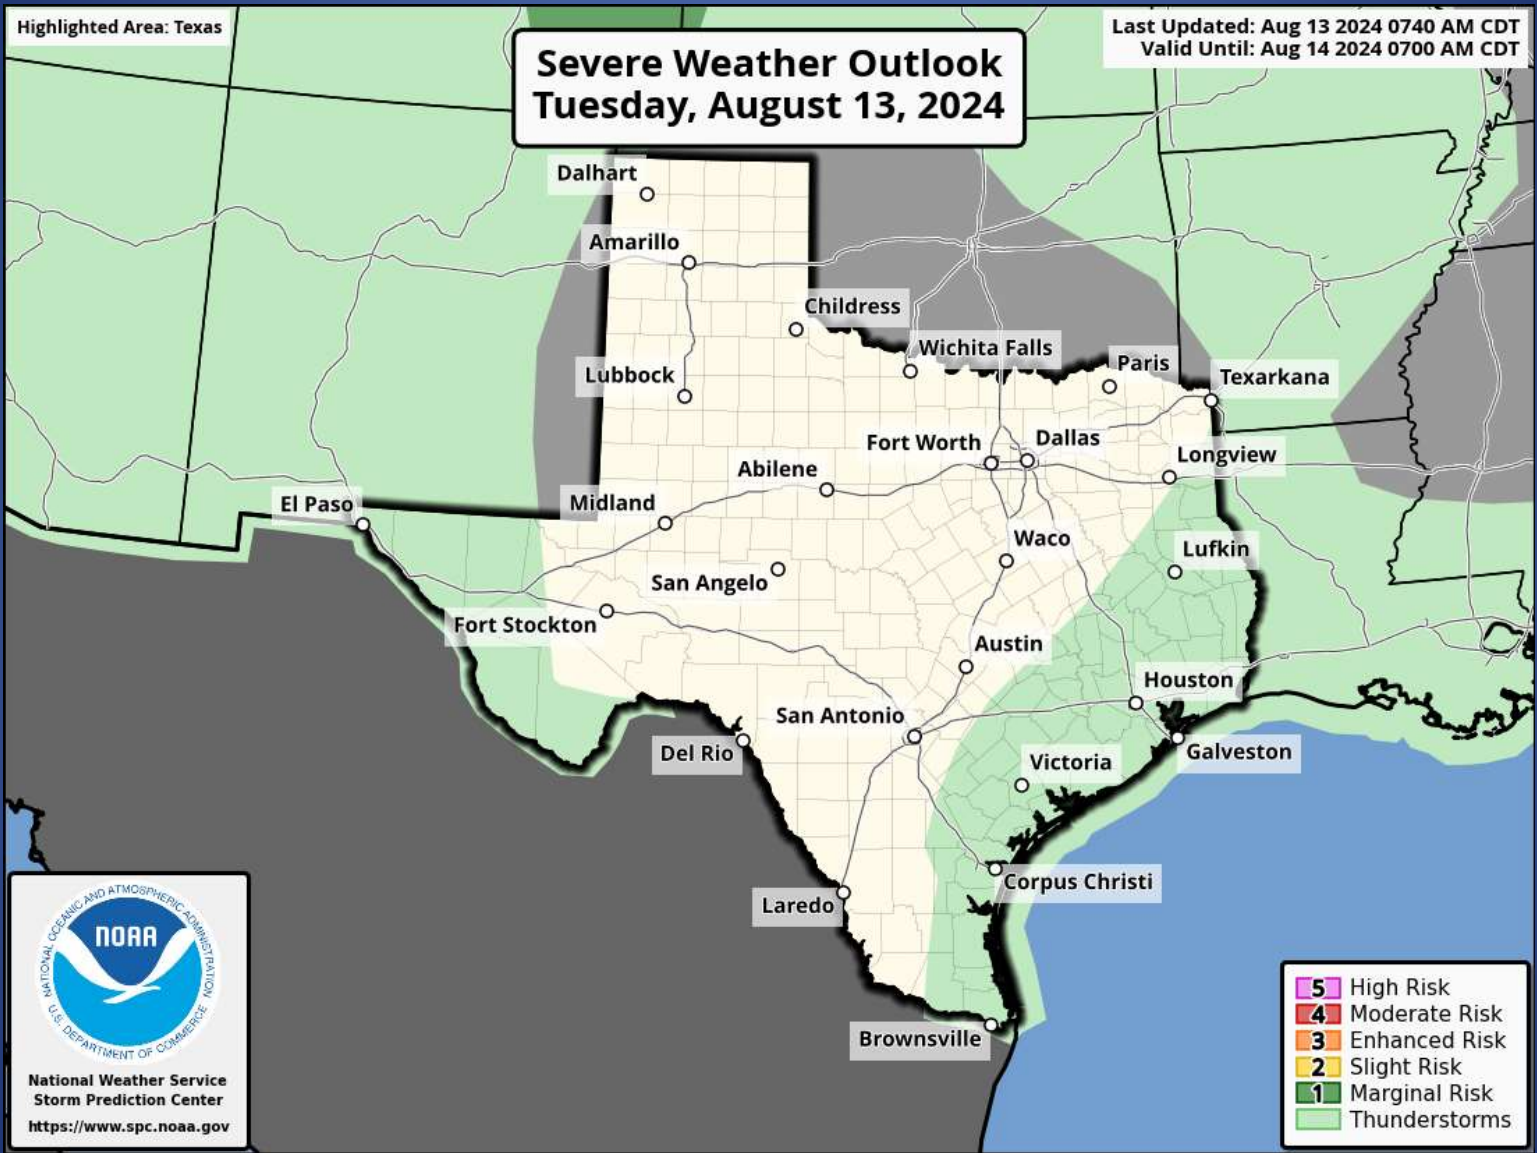 Highlighted Area: Texas
Severe Weather Outlook
Tuesday, August 13, 2024
Last Updated: Aug 13 2024 0740 AM CDT
Valid Until: Aug 14 2024 0700 AM CDT
Dalhart
Amarillo
Childress
Wichita Falls
Paris
Texarkana
Lubbock
Fort Worth
Dallas
Longview
Abilene
El Paso
Midland
Waco
Lufkin
San Angelo
Fort Stockton
Austin
Houston
San Antonio
Del Rio
Victoria
Galveston
Corpus Christi
Laredo
Brownsville
NATIONAL OCEANIC AND ATMOSPHERIC ADMINISTRATION
NOAA
U.S. DEPARTMENT OF COMMERCE
National Weather Service
Storm Prediction Center
https://www.spc.noaa.gov
5 High Risk
4 Moderate Risk
3 Enhanced Risk
2 Slight Risk
1 Marginal Risk
Thunderstorms